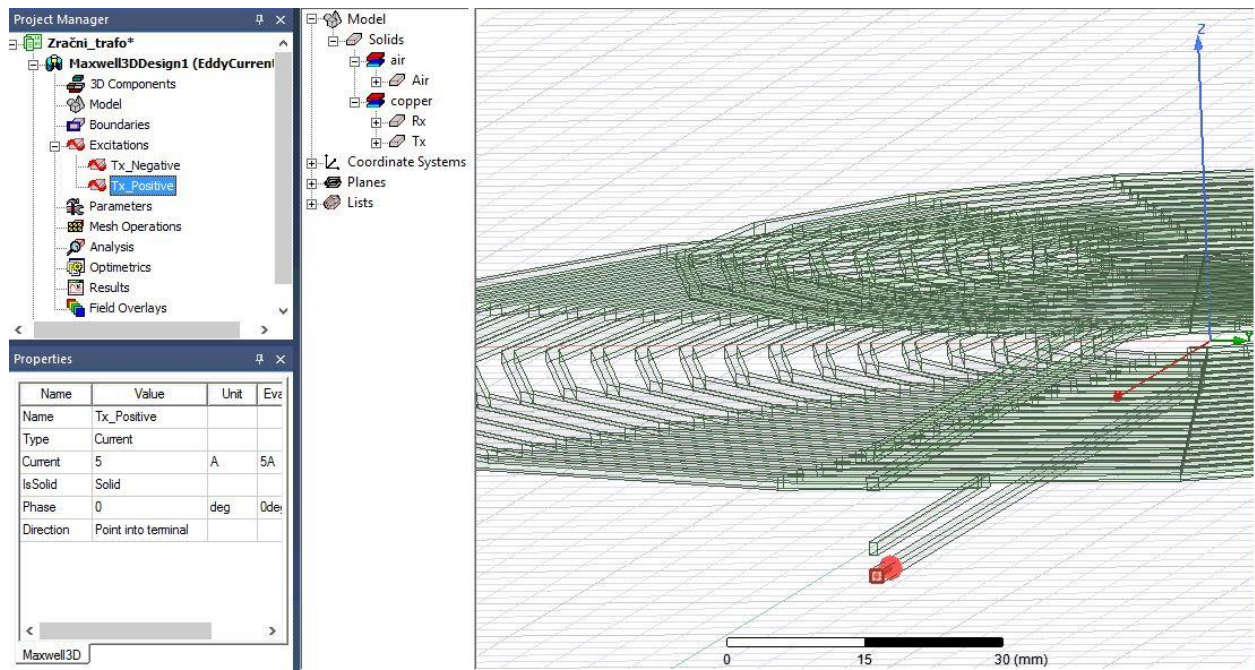 Project Manager
Zračni_trafo*
Maxwell3DDesign1 (EddyCurrent
3D Components
Model
Boundaries
Excitations
Tx_Negative
Tx_Positive
Parameters
Mesh Operations
Analysis
Optimetrics
Results
Field Overlays
Properties
Name Value Unit Eva
Name Tx_Positive
Type Current
Current 5 A 5A
IsSolid Solid
Phase 0 deg 0de
Direction Point into terminal
Maxwell3D
Model
Solids
air
Air
copper
Rx
Tx
Coordinate Systems
Planes
Lists
Z
Y
0 15 30 (mm)